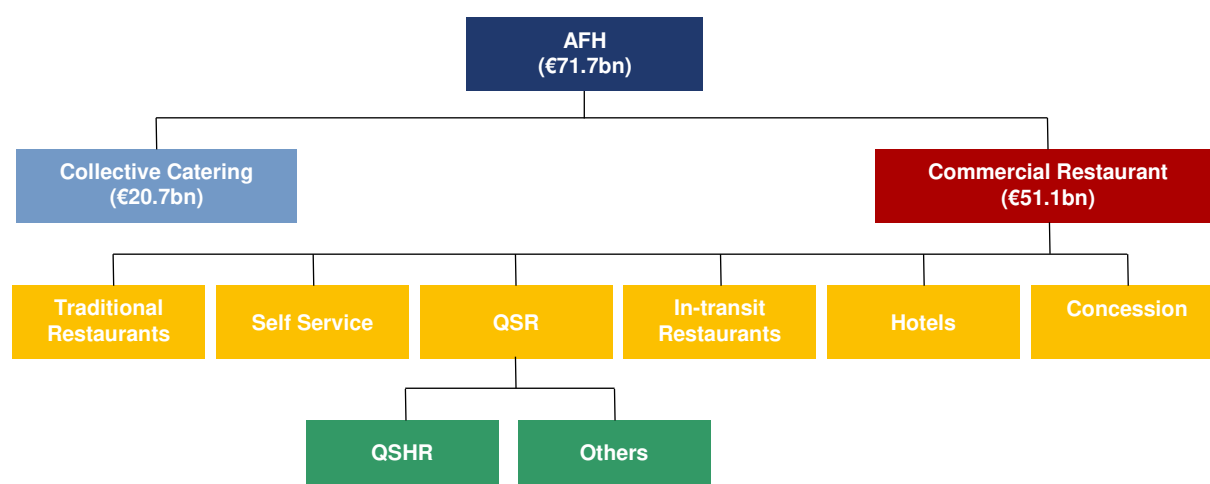 AFH
(€71.7bn)
Collective Catering
(€20.7bn)
Commercial Restaurant
(€51.1bn)
Traditional
Restaurants
Self Service
QSR
In-transit
Restaurants
Hotels
Concession
QSHR
Others